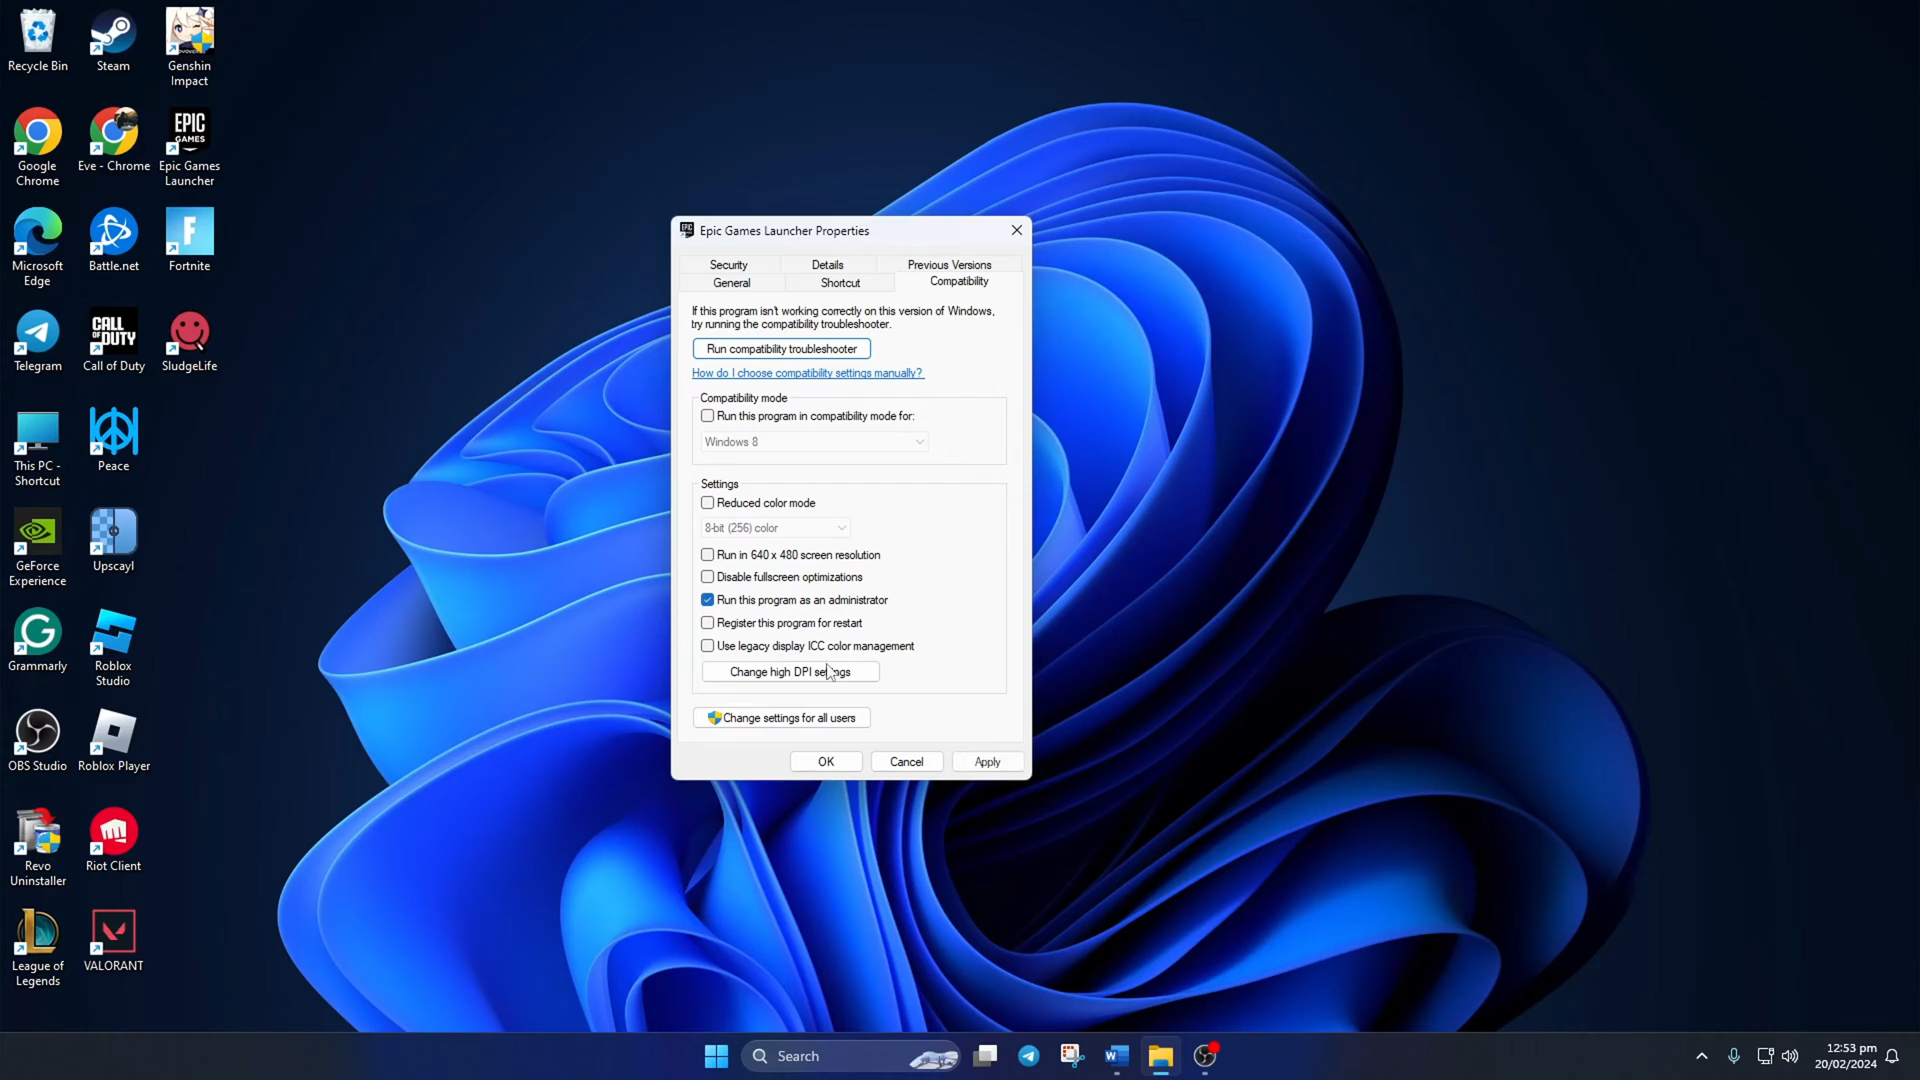 Recycle Bin
Steam
Genshin
Impact
Google
Chrome
Eve - Chrome
EPIC
GAMES
Epic Games
Launcher
Microsoft
Edge
Battle.net
Fortnite
Telegram
CALL OF
DUTY
Call of Duty
SludgeLife
This PC -
Shortcut
Peace
GeForce
Experience
Upscayl
Grammarly
Roblox
Studio
OBS Studio
Roblox Player
Revo
Uninstaller
Riot Client
League of
Legends
VALORANT
Epic Games Launcher Properties
Security
Details
Previous Versions
General
Shortcut
Compatibility
If this program isn't working correctly on this version of Windows,
try running the compatibility troubleshooter.
Run compatibility troubleshooter
How do I choose compatibility settings manually?
Compatibility mode
Run this program in compatibility mode for:
Windows 8
Settings
Reduced color mode
8-bit (256) color
Run in 640 x 480 screen resolution
Disable fullscreen optimizations
Run this program as an administrator
Register this program for restart
Use legacy display ICC color management
Change high DPI settings
Change settings for all users
OK
Cancel
Apply
Search
12:53 pm
20/02/2024